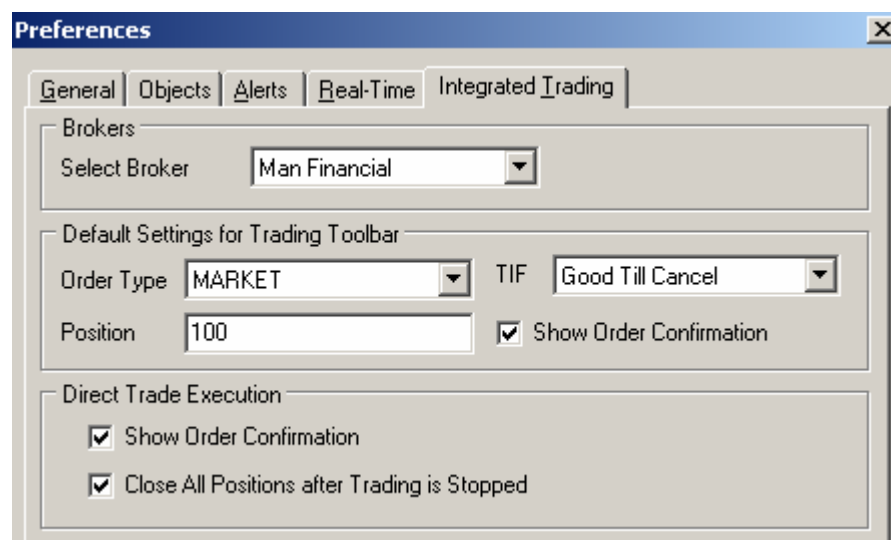 Preferences
General Objects Alerts Real-Time Integrated Trading
Brokers
Select Broker Man Financial
Default Settings for Trading Toolbar
Order Type MARKET TIF Good Till Cancel
Position 100 Show Order Confirmation
Direct Trade Execution
Show Order Confirmation
Close All Positions after Trading is Stopped